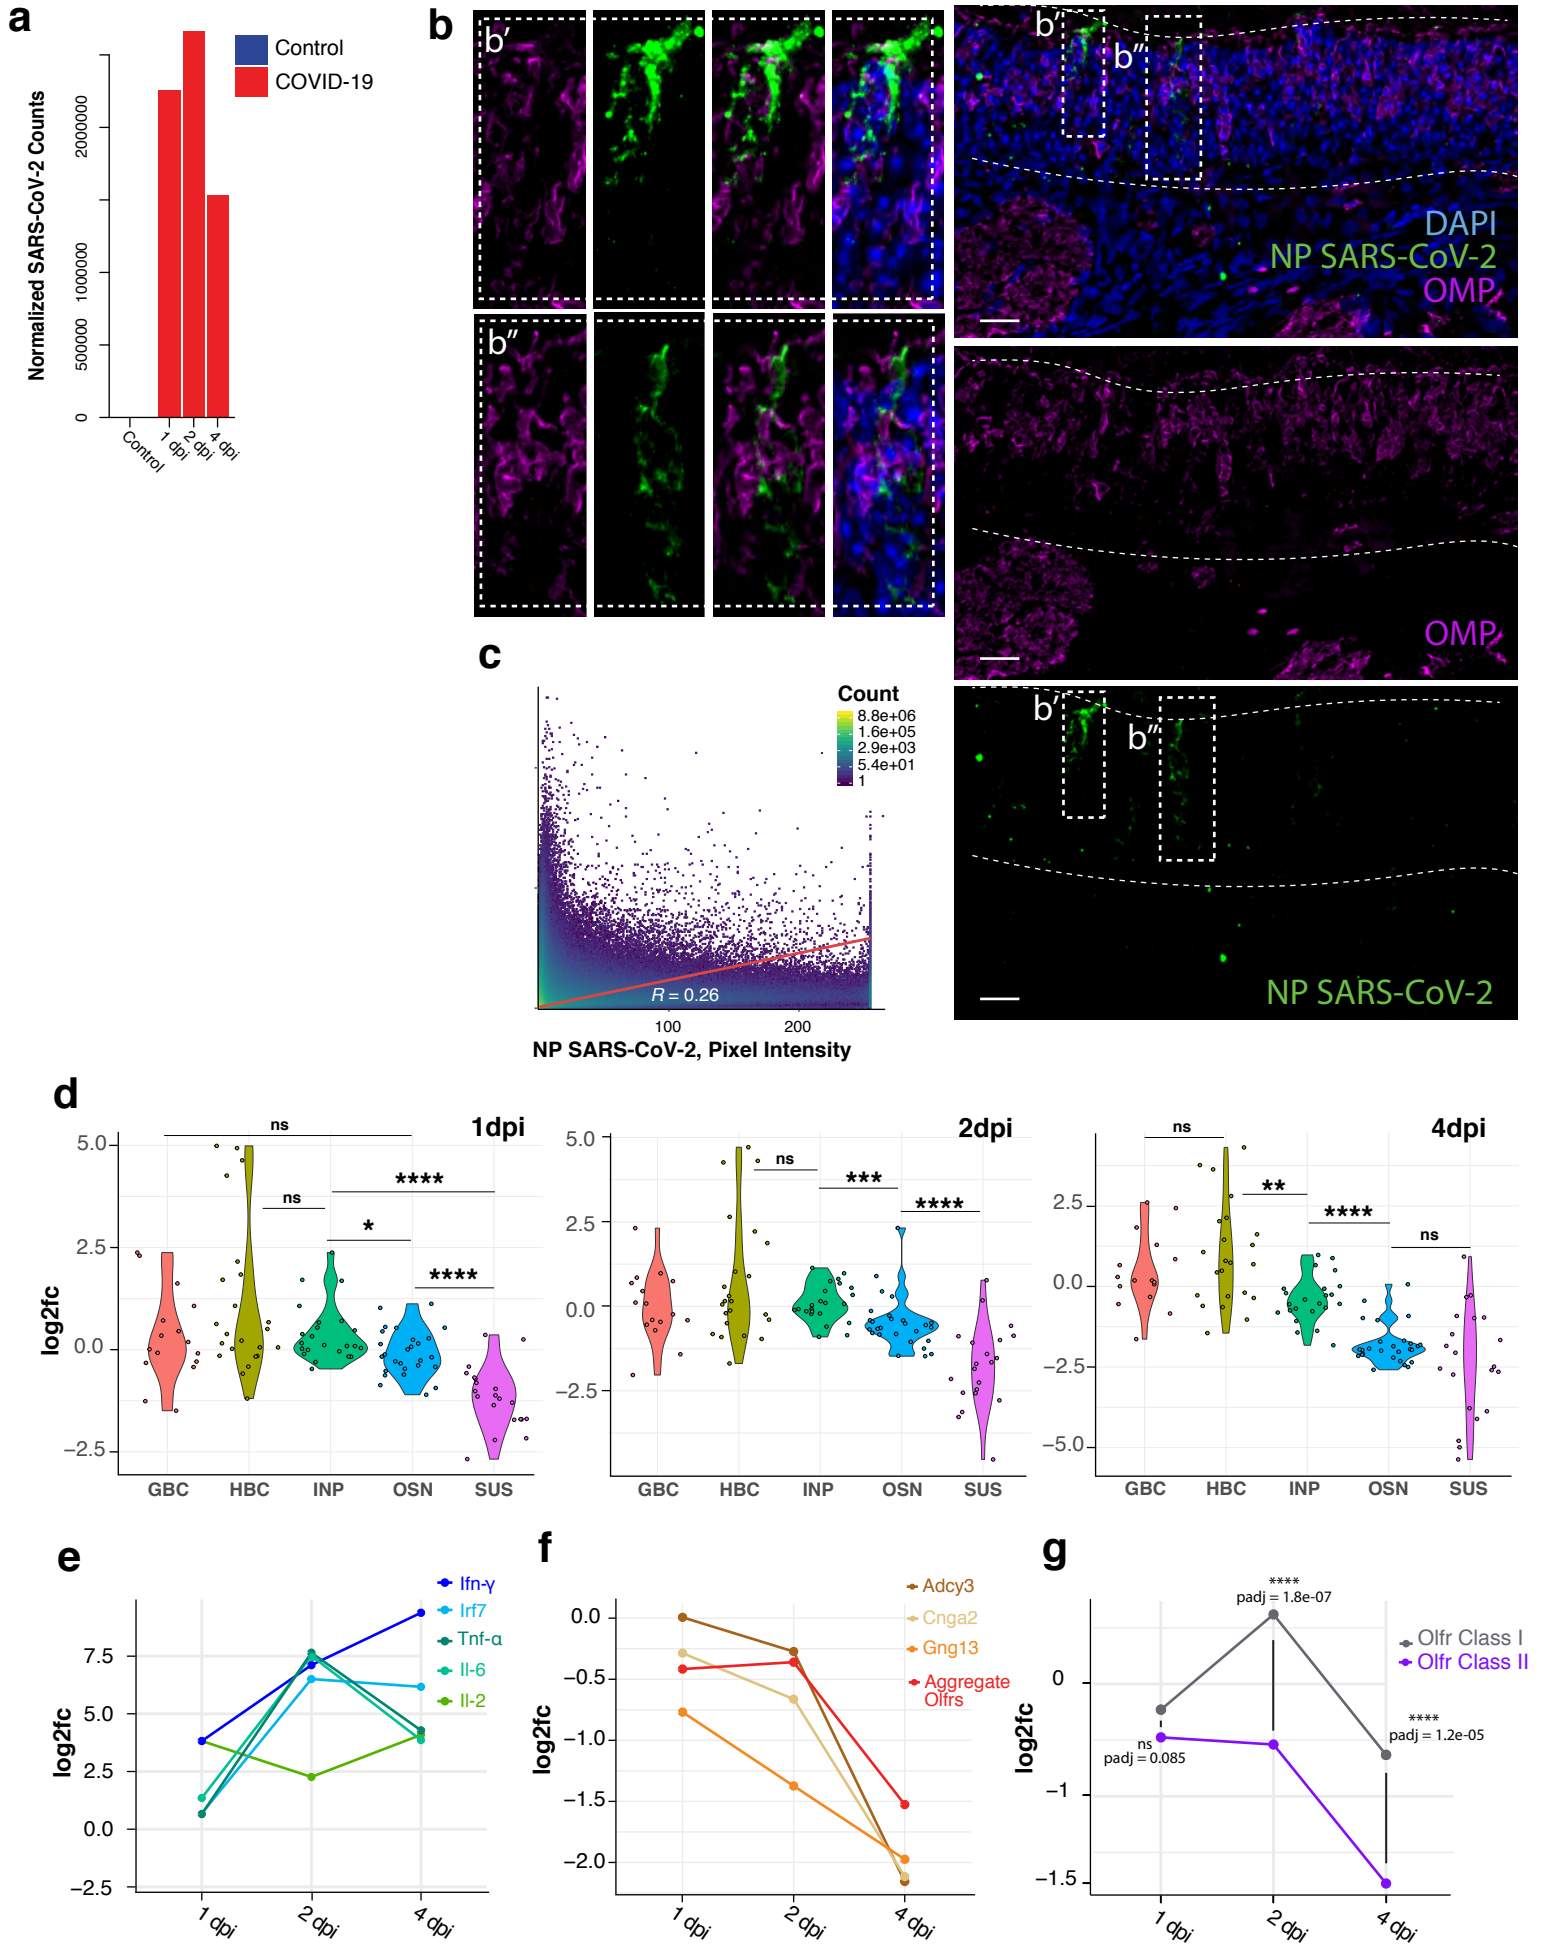 a
Normalized SARS-CoV-2 Counts
2000000
1000000
500000
0
Control
1 dpi
2 dpi
4 dpi
Control
COVID-19
b
b′
b″
b′
b″
DAPI
NP SARS-CoV-2
OMP
OMP
b′
b″
NP SARS-CoV-2
c
Count
8.8e+06
1.6e+05
2.9e+03
5.4e+01
1
R = 0.26
100
200
NP SARS-CoV-2, Pixel Intensity
d
log2fc
5.0
2.5
0.0
−2.5
1dpi
ns
****
ns
*
****
GBC HBC INP OSN SUS
5.0
2.5
0.0
−2.5
2dpi
ns
***
****
GBC HBC INP OSN SUS
2.5
0.0
−2.5
−5.0
4dpi
ns
**
****
ns
GBC HBC INP OSN SUS
e
log2fc
7.5
5.0
2.5
0.0
−2.5
1 dpi
2 dpi
4 dpi
Ifn-γ
Irf7
Tnf-α
Il-6
Il-2
f
log2fc
0.0
−0.5
−1.0
−1.5
−2.0
1 dpi
2 dpi
4 dpi
Adcy3
Cnga2
Gng13
Aggregate
Olfrs
g
log2fc
0
−1
−1.5
1 dpi
2 dpi
4 dpi
****
padj = 1.8e-07
ns
padj = 0.085
****
padj = 1.2e-05
Olfr Class I
Olfr Class II